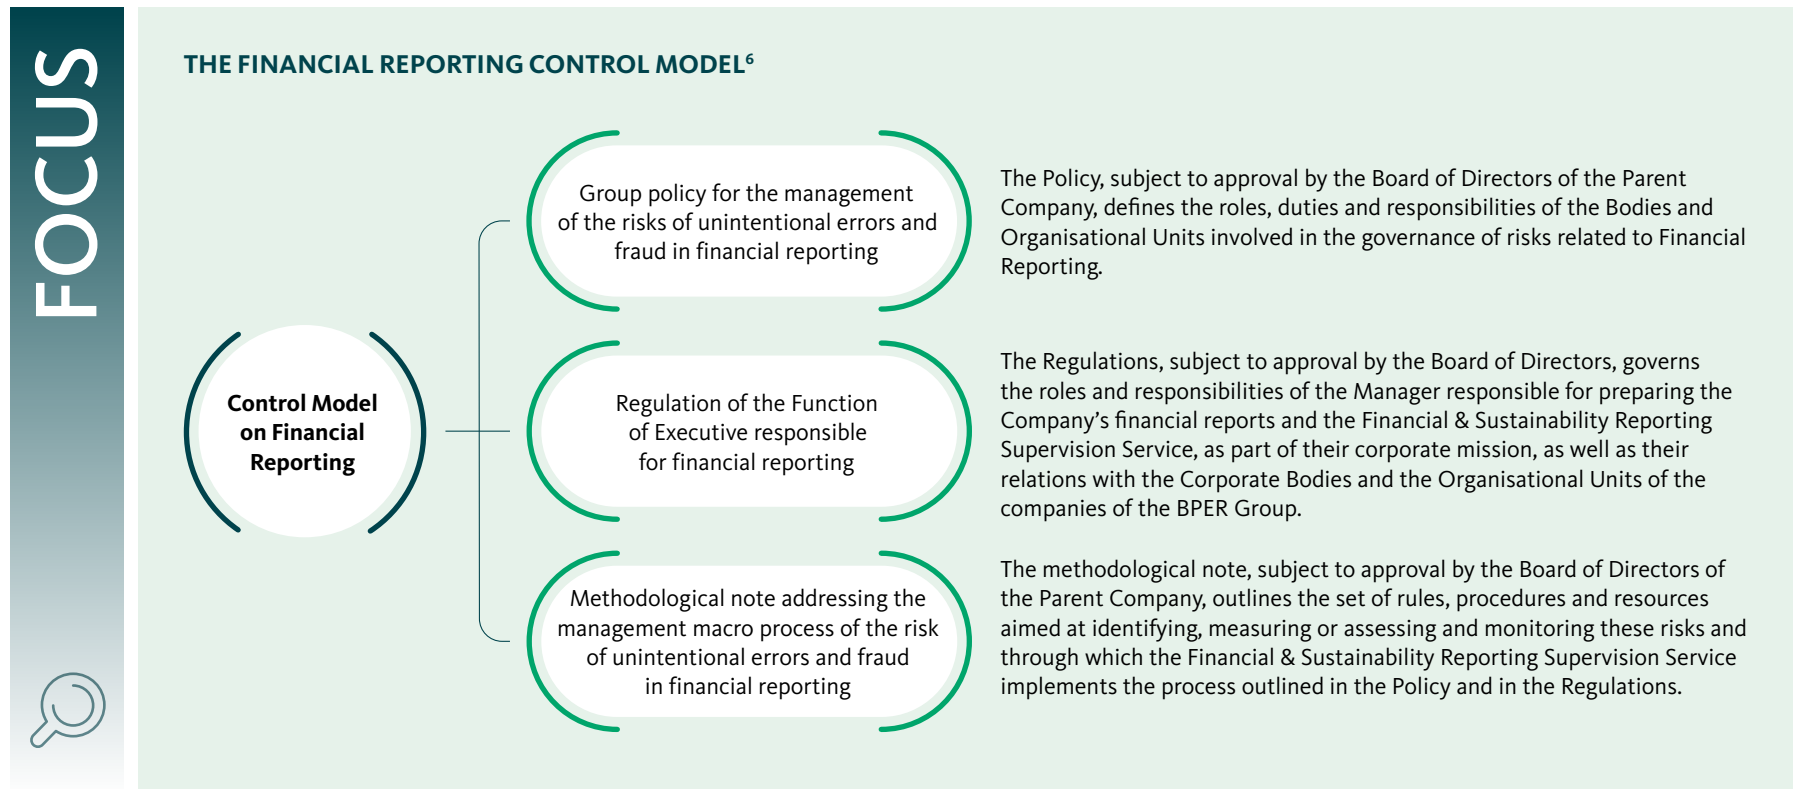 FOCUS
THE FINANCIAL REPORTING CONTROL MODEL⁶
Control Model
on Financial
Reporting
Group policy for the management
of the risks of unintentional errors and
fraud in financial reporting
The Policy, subject to approval by the Board of Directors of the Parent
Company, defines the roles, duties and responsibilities of the Bodies and
Organisational Units involved in the governance of risks related to Financial
Reporting.
Regulation of the Function
of Executive responsible
for financial reporting
The Regulations, subject to approval by the Board of Directors, governs
the roles and responsibilities of the Manager responsible for preparing the
Company’s financial reports and the Financial & Sustainability Reporting
Supervision Service, as part of their corporate mission, as well as their
relations with the Corporate Bodies and the Organisational Units of the
companies of the BPER Group.
Methodological note addressing the
management macro process of the risk
of unintentional errors and fraud
in financial reporting
The methodological note, subject to approval by the Board of Directors of
the Parent Company, outlines the set of rules, procedures and resources
aimed at identifying, measuring or assessing and monitoring these risks and
through which the Financial & Sustainability Reporting Supervision Service
implements the process outlined in the Policy and in the Regulations.